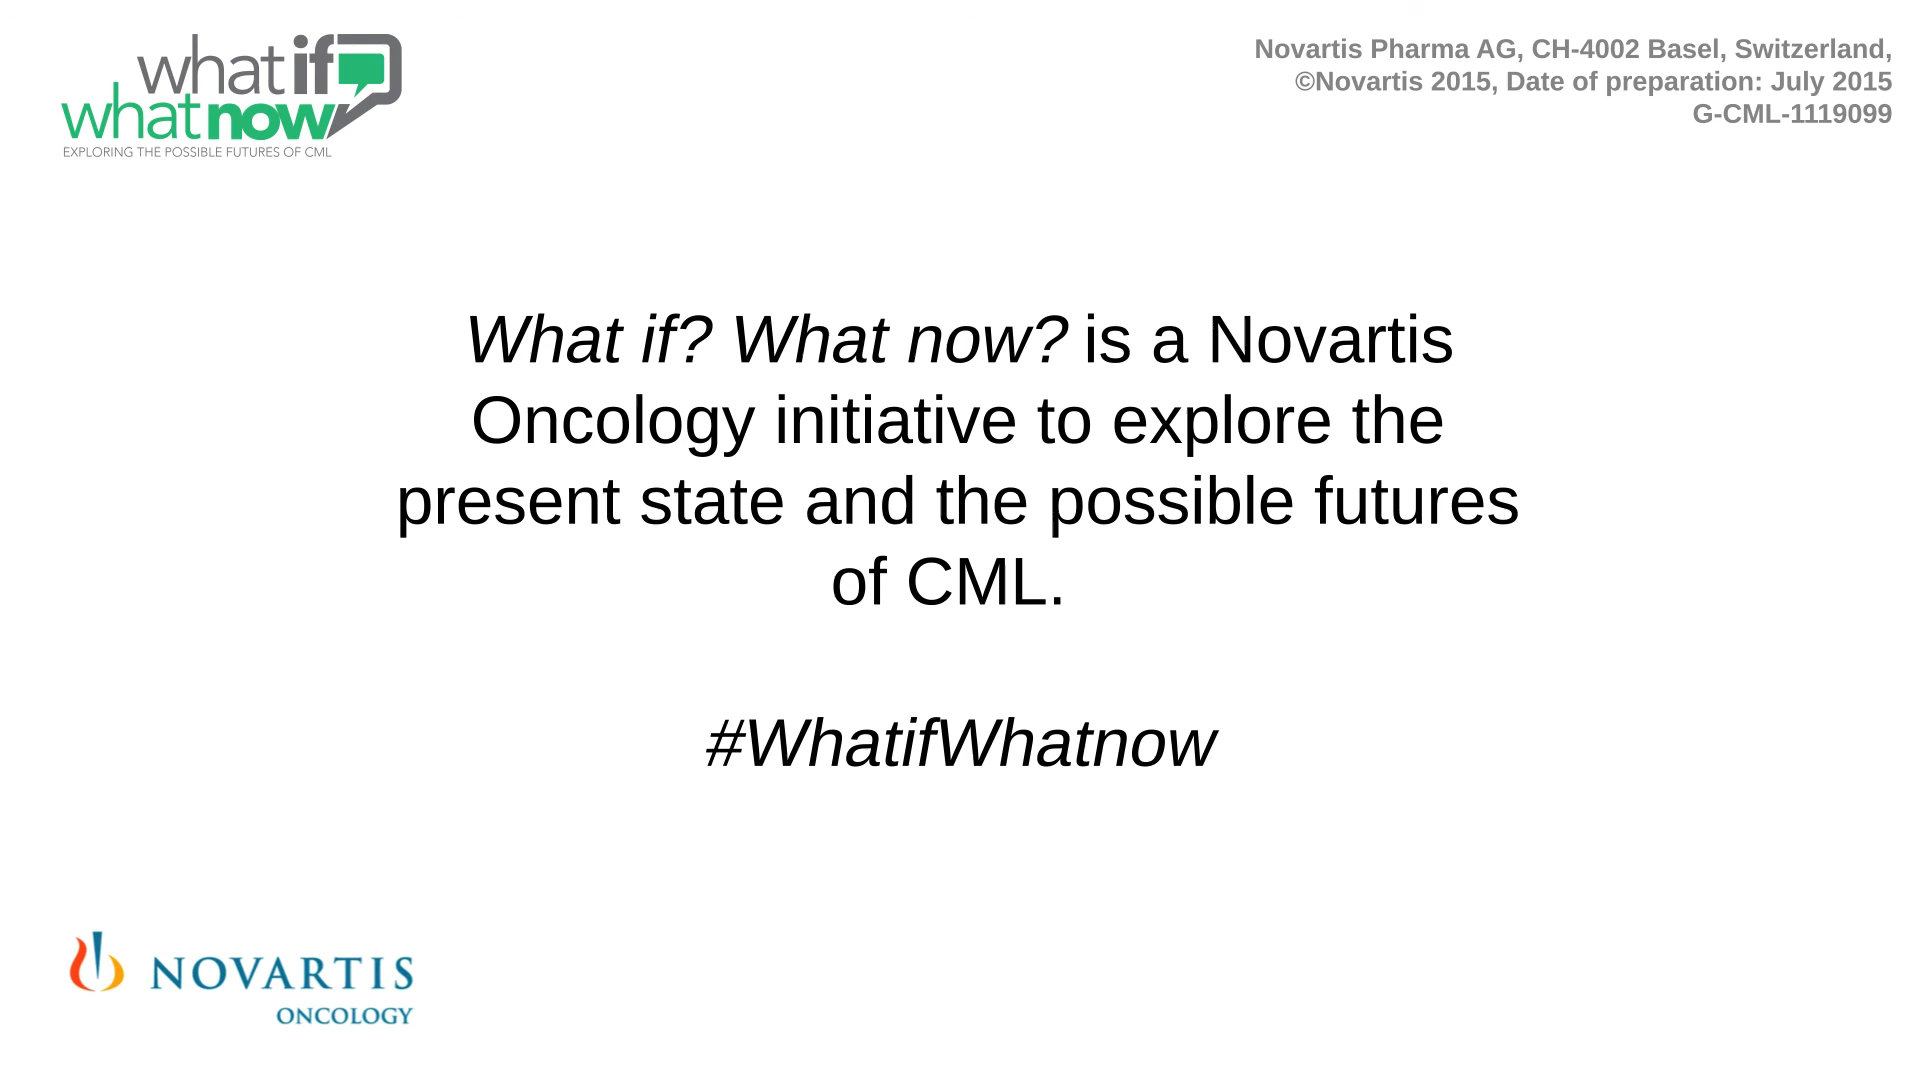 what if
what now
EXPLORING THE POSSIBLE FUTURES OF CML
Novartis Pharma AG, CH-4002 Basel, Switzerland,
©Novartis 2015, Date of preparation: July 2015
G-CML-1119099
What if? What now? is a Novartis
Oncology initiative to explore the
present state and the possible futures
of CML.
#WhatifWhatnow
NOVARTIS
ONCOLOGY